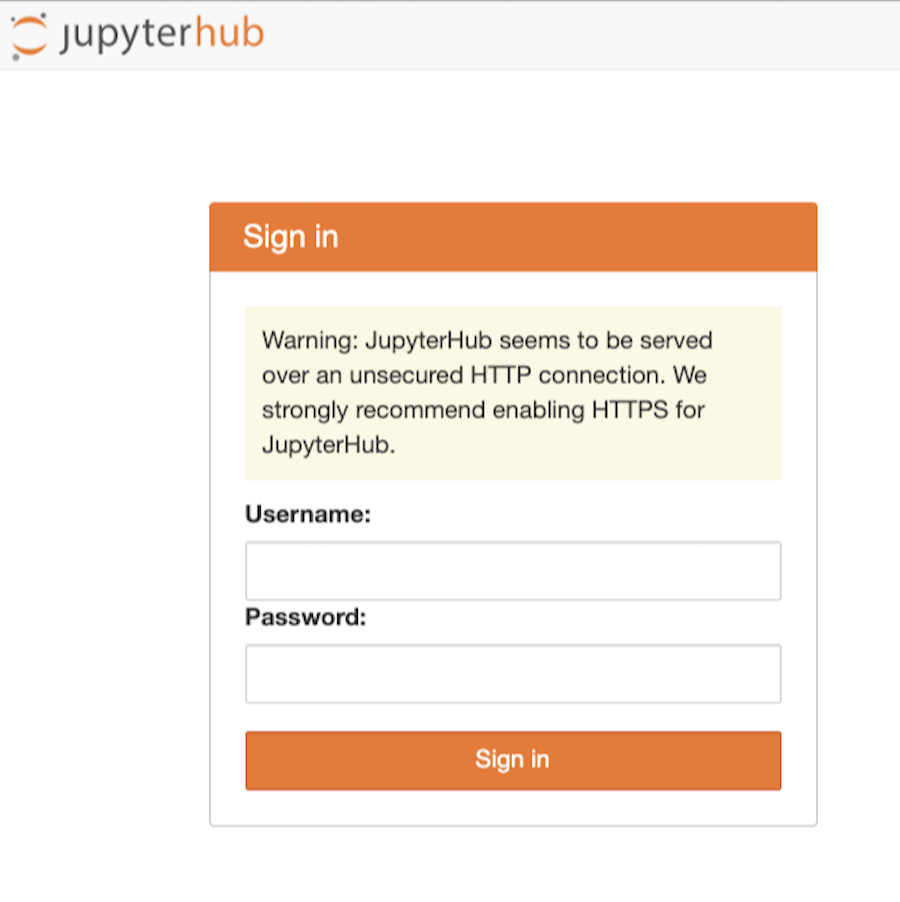 jupyterhub
Sign in
Warning: JupyterHub seems to be served
over an unsecured HTTP connection. We
strongly recommend enabling HTTPS for
JupyterHub.
Username:
Password:
Sign in